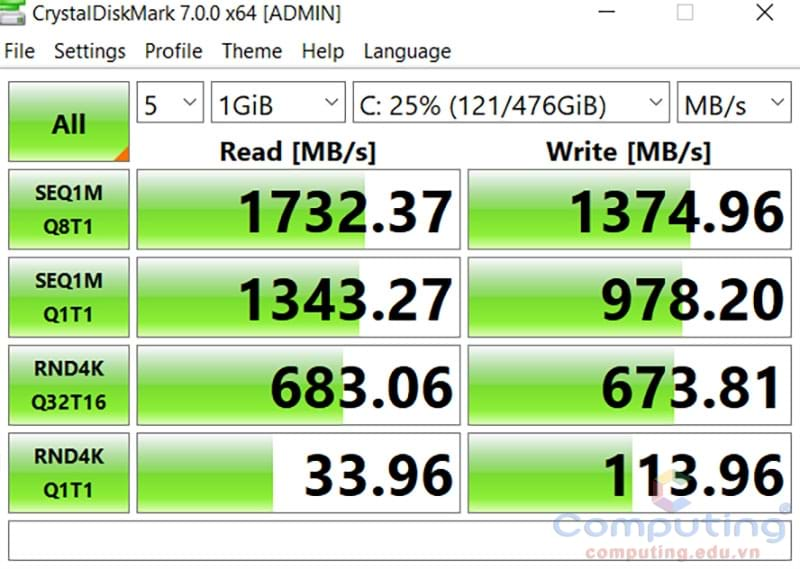 CrystalDiskMark 7.0.0 x64 [ADMIN]
File Settings Profile Theme Help Language
All 5 1GiB C: 25% (121/476GiB) MB/s
Read [MB/s] Write [MB/s]
SEQ1M
Q8T1 1732.37 1374.96
SEQ1M
Q1T1 1343.27 978.20
RND4K
Q32T16 683.06 673.81
RND4K
Q1T1 33.96 113.96
Computing®
computing.edu.vn